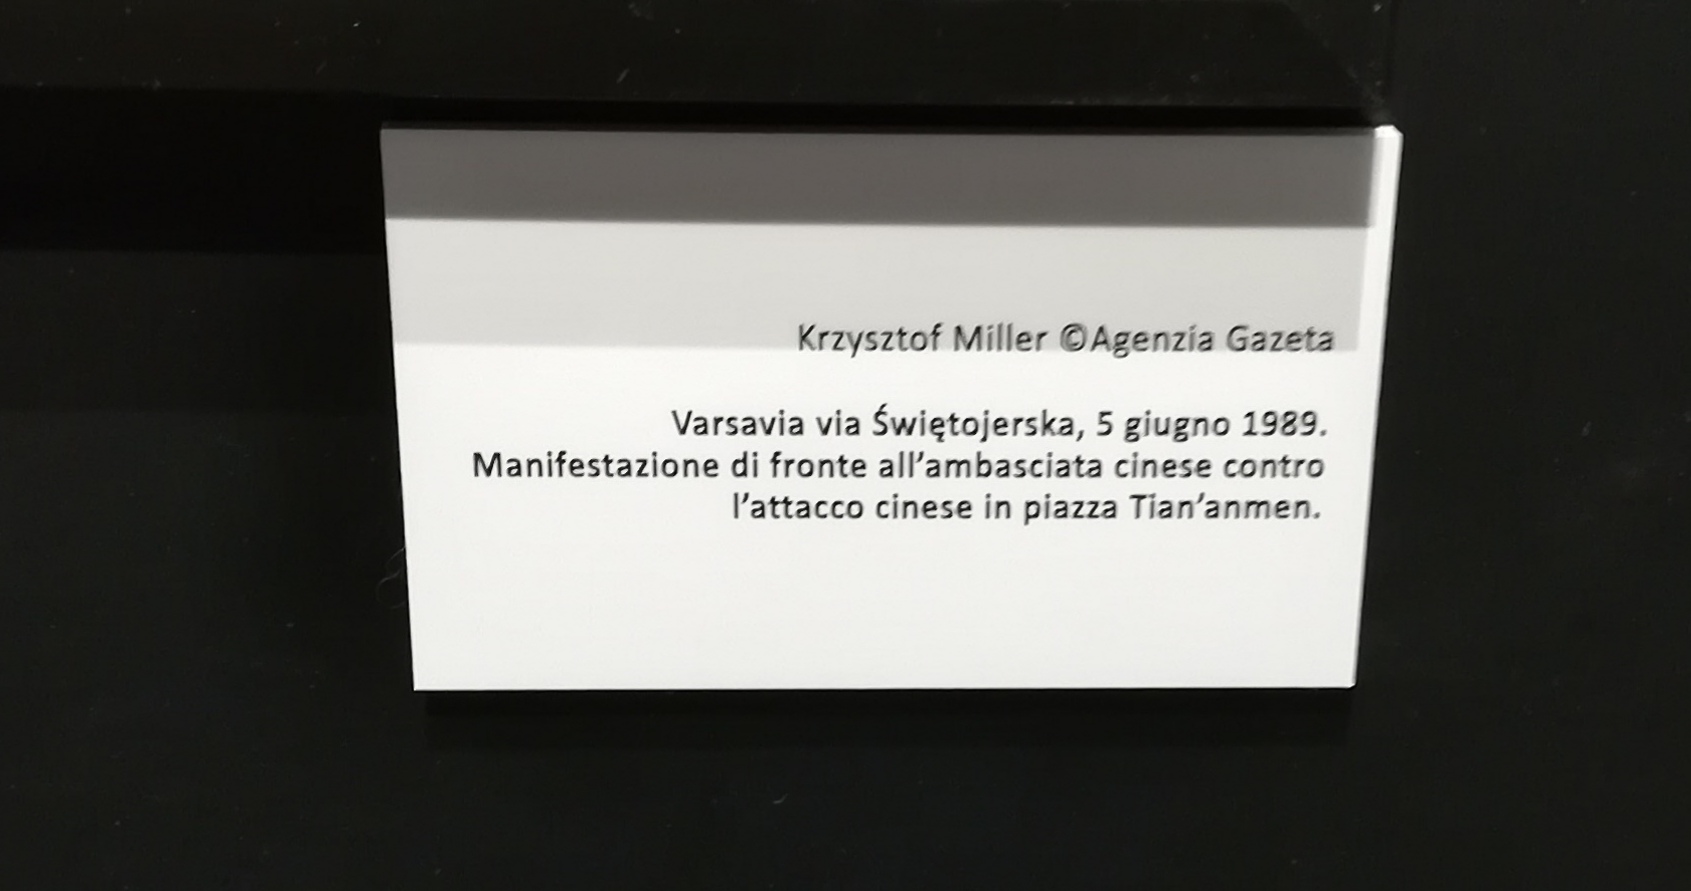 Krzysztof Miller ©Agenzia Gazeta
Varsavia via Świętojerska, 5 giugno 1989.
Manifestazione di fronte all’ambasciata cinese contro
l’attacco cinese in piazza Tian’anmen.